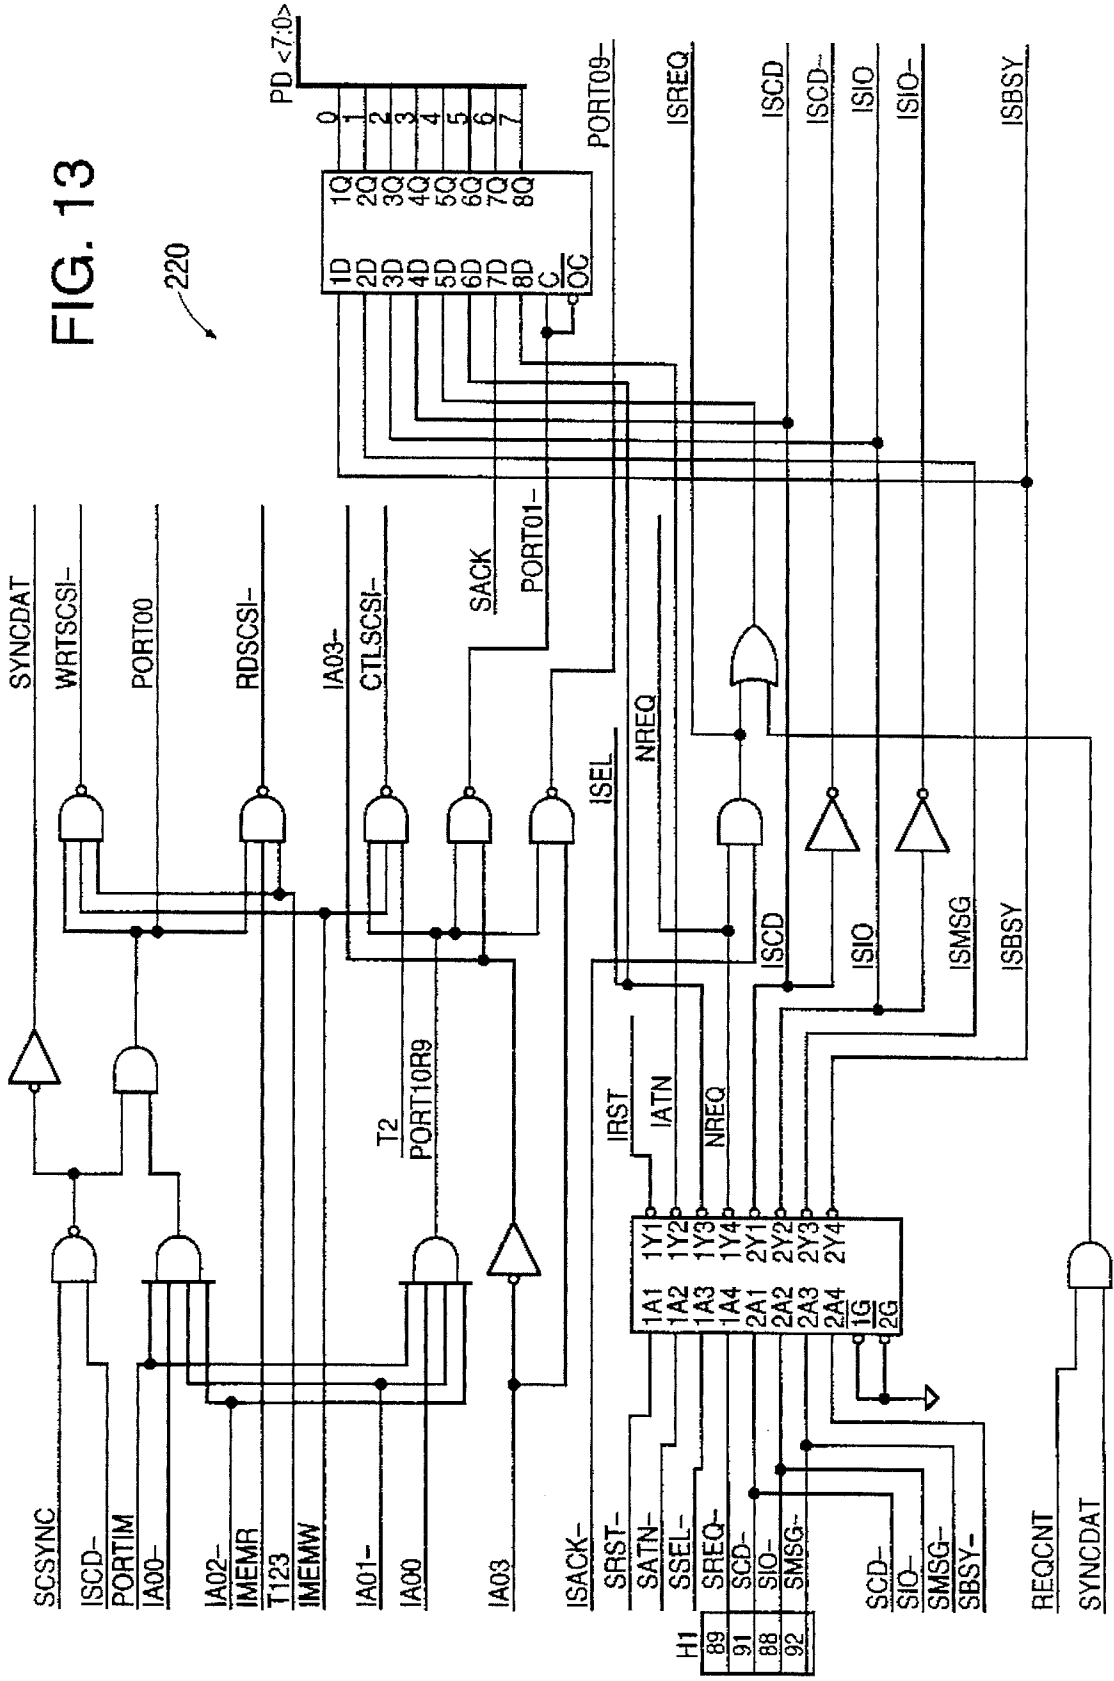 FIG. 13
220
SYNCDAT
WRTSCSI-
PORT00
RDSCSI-
IA03-
CTLSCSI-
SACK
PORT01-
PD <7:0>
0
1
2
3
4
5
6
7
1D 1Q
2D 2Q
3D 3Q
4D 4Q
5D 5Q
6D 6Q
7D 7Q
8D 8Q
C
OC
PORT09-
ISREQ
ISCD
ISCD-
ISIO
ISIO-
ISBSY
ISEL
NREQ
ISCD
ISIO
ISMSG
ISBSY
T2
PORT10R9
IRST
IATN
NREQ
1A1 1Y1
1A2 1Y2
1A3 1Y3
1A4 1Y4
2A1 2Y1
2A2 2Y2
2A3 2Y3
2A4 2Y4
1G
2G
SCSYNC
ISCD-
PORTIM
IA00-
IA02-
IMEMR
T123
IMEMW
IA01-
IA00
IA03
ISACK-
SRST-
SATN-
SSEL-
SREQ-
SCD-
SIO-
SMSG-
H1
89
91
88
92
SCD-
SIO-
SMSG-
SBSY-
REQCNT
SYNCDAT